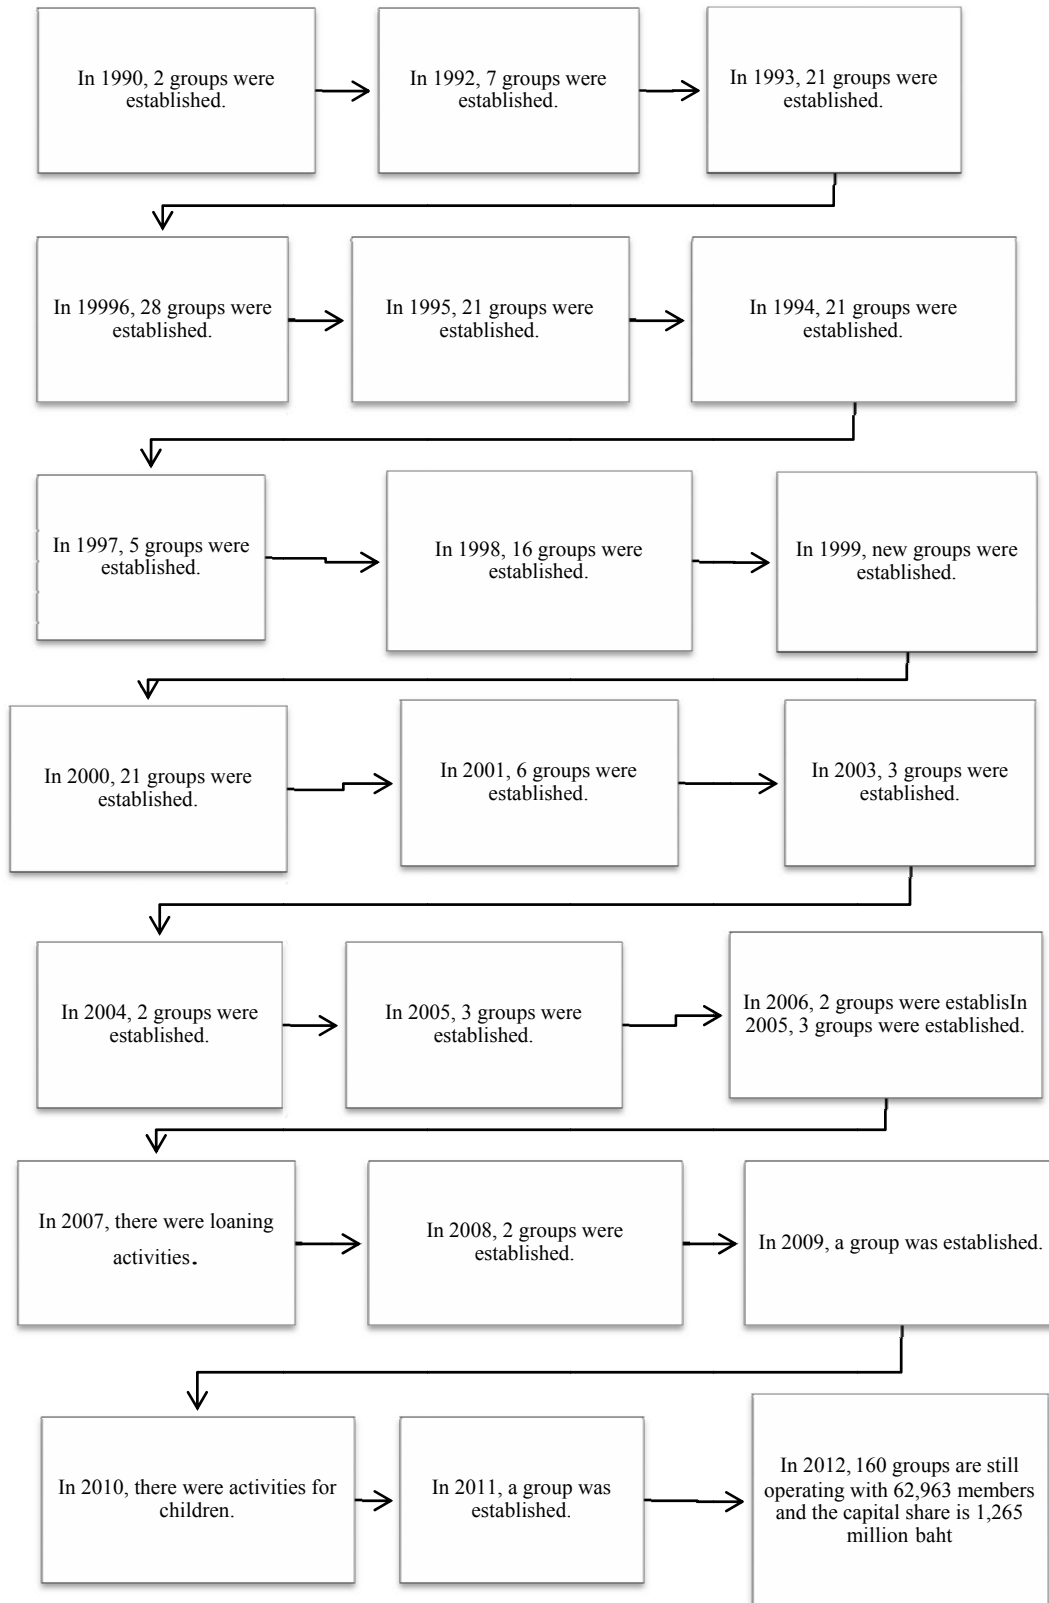 In 1990, 2 groups were
established.
In 1992, 7 groups were
established.
In 1993, 21 groups were
established.
In 19996, 28 groups were
established.
In 1995, 21 groups were
established.
In 1994, 21 groups were
established.
In 1997, 5 groups were
established.
In 1998, 16 groups were
established.
In 1999, new groups were
established.
In 2000, 21 groups were
established.
In 2001, 6 groups were
established.
In 2003, 3 groups were
established.
In 2004, 2 groups were
established.
In 2005, 3 groups were
established.
In 2006, 2 groups were establisIn
2005, 3 groups were established.
In 2007, there were loaning
activities.
In 2008, 2 groups were
established.
In 2009, a group was established.
In 2010, there were activities for
children.
In 2011, a group was
established.
In 2012, 160 groups are still
operating with 62,963 members
and the capital share is 1,265
million baht